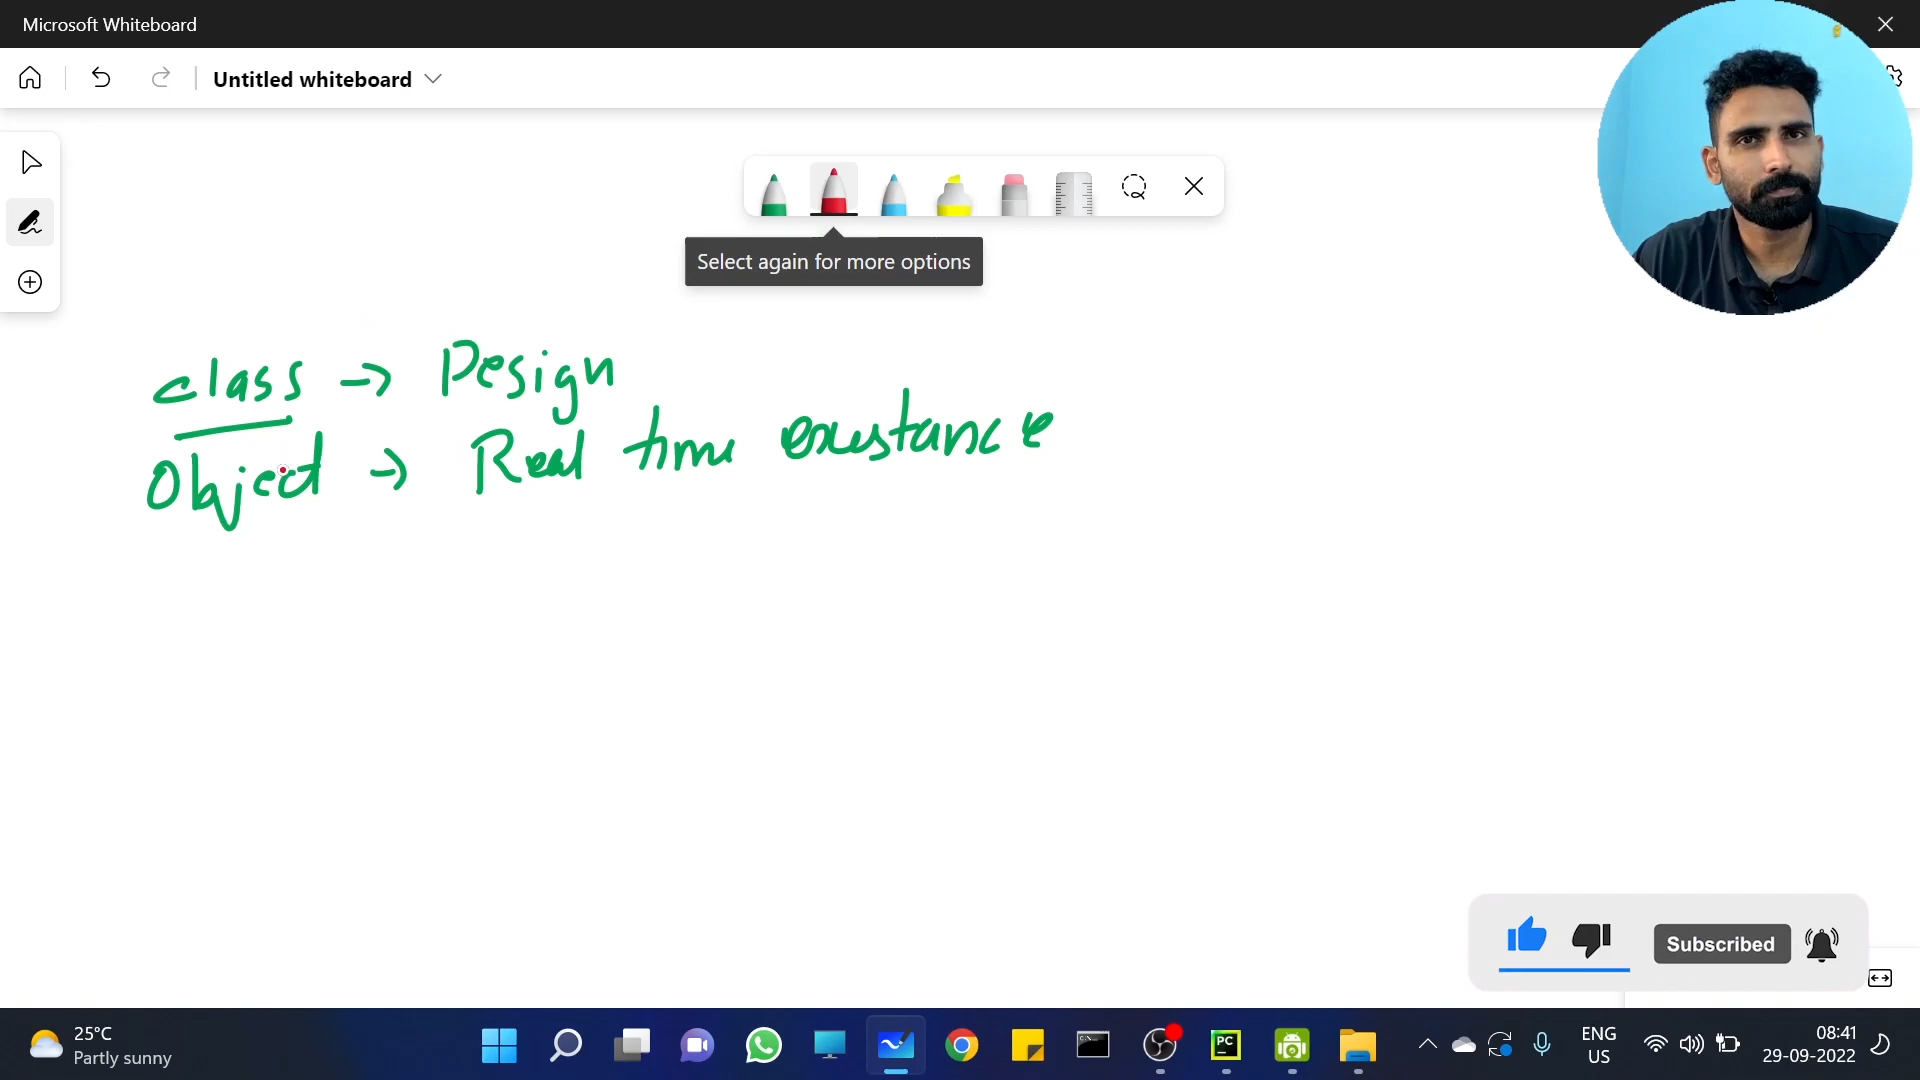 Microsoft Whiteboard
Untitled whiteboard
Select again for more options
class → Design
Object → Real time existance
Subscribed
25°C
Partly sunny
PC
ENG
US
08:41
29-09-2022